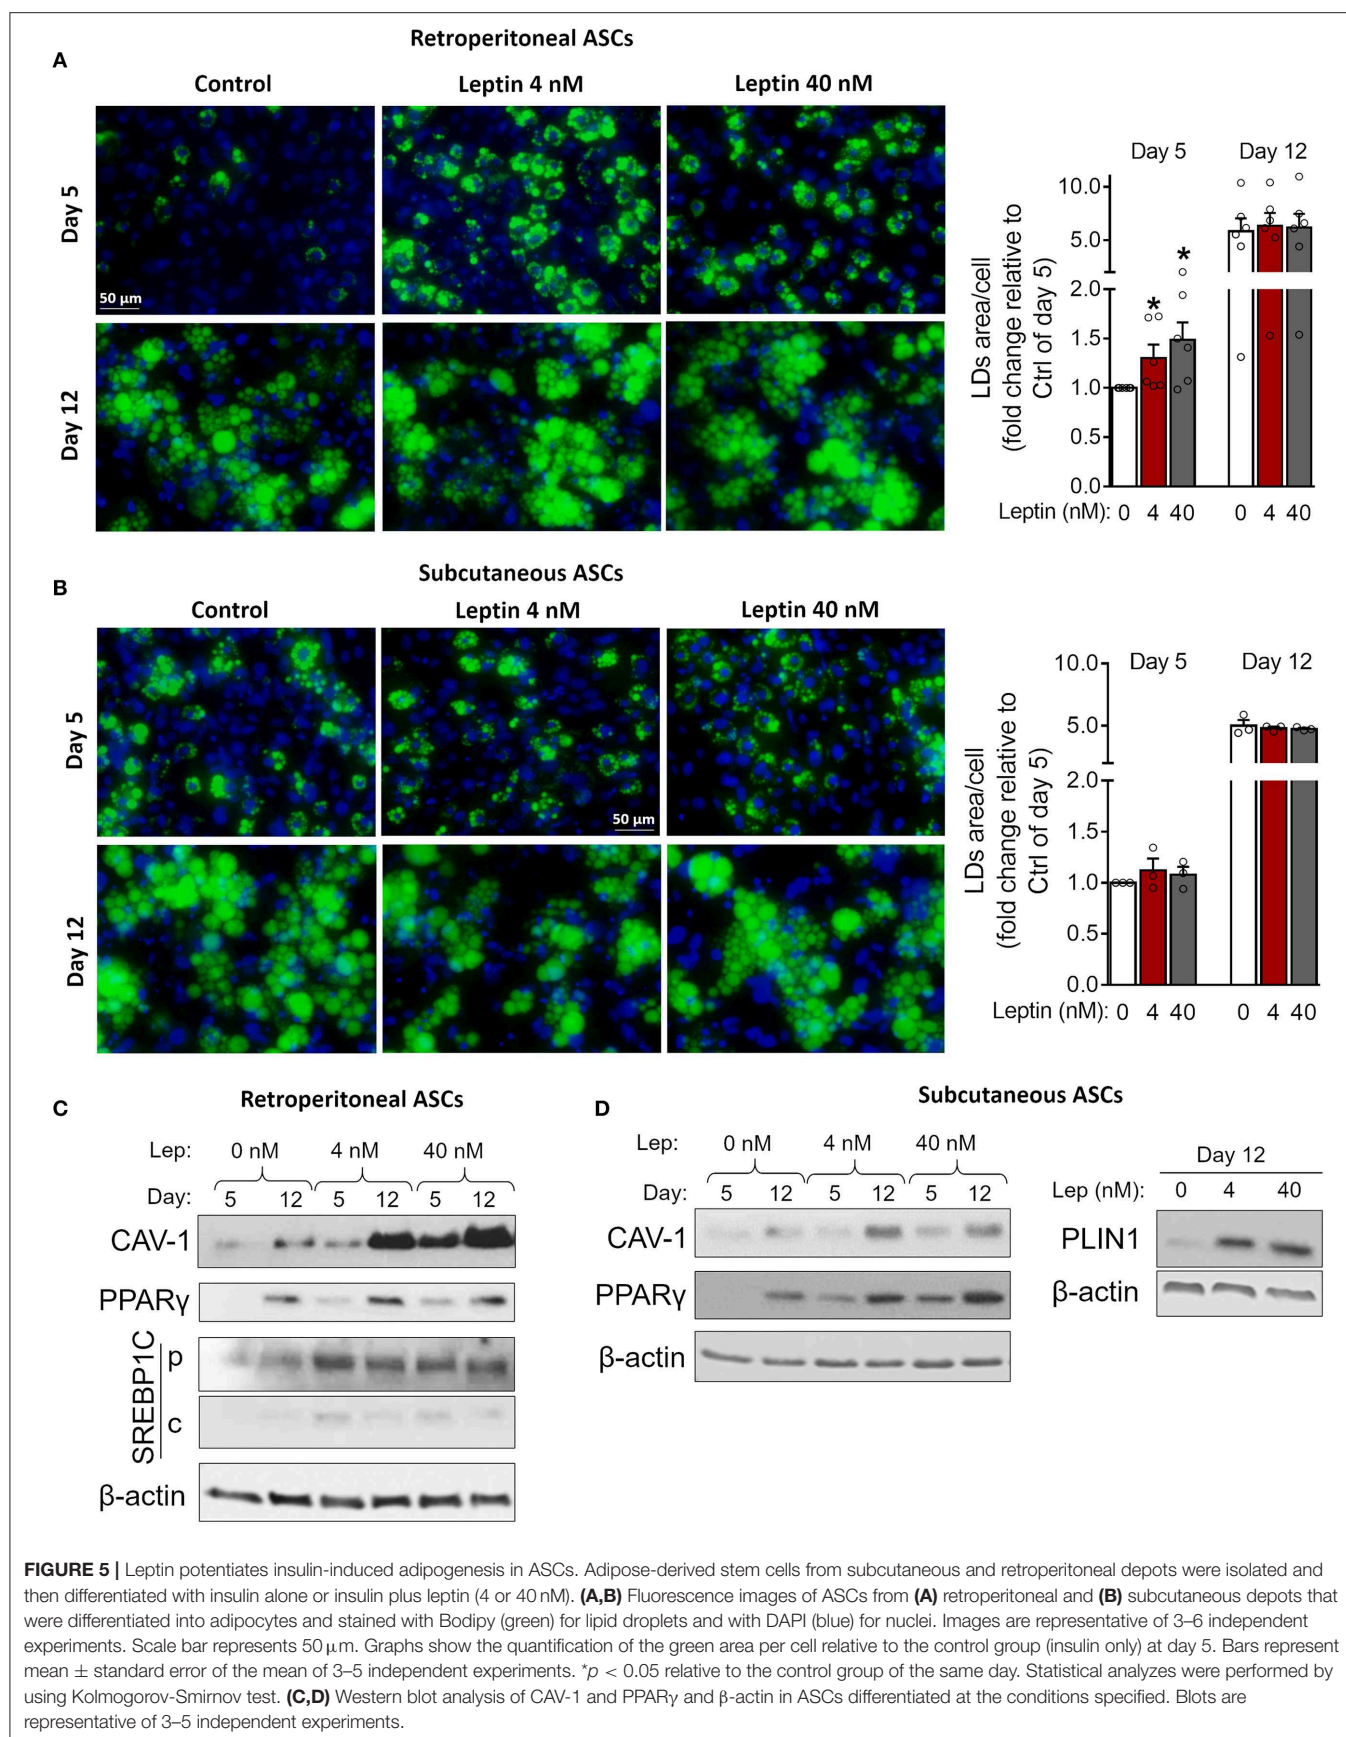 A
Retroperitoneal ASCs
Control Leptin 4 nM Leptin 40 nM
Day 5
50 μm
Day 12
Day 5 Day 12
LDs area/cell
(fold change relative to
Ctrl of day 5)
10.0
5.0
2.0
1.5
1.0
0.5
0.0
* *
Leptin (nM): 0 4 40 0 4 40
B
Subcutaneous ASCs
Control Leptin 4 nM Leptin 40 nM
Day 5
50 μm
Day 12
Day 5 Day 12
LDs area/cell
(fold change relative to
Ctrl of day 5)
10.0
5.0
2.0
1.5
1.0
0.5
0.0
Leptin (nM): 0 4 40 0 4 40
C
Retroperitoneal ASCs
Lep: 0 nM 4 nM 40 nM
Day: 5 12 5 12 5 12
CAV-1
PPARγ
SREBP1C
p
c
β-actin
D
Subcutaneous ASCs
Lep: 0 nM 4 nM 40 nM
Day: 5 12 5 12 5 12
CAV-1
PPARγ
β-actin
Day 12
Lep (nM): 0 4 40
PLIN1
β-actin
FIGURE 5 | Leptin potentiates insulin-induced adipogenesis in ASCs. Adipose-derived stem cells from subcutaneous and retroperitoneal depots were isolated and
then differentiated with insulin alone or insulin plus leptin (4 or 40 nM). (A,B) Fluorescence images of ASCs from (A) retroperitoneal and (B) subcutaneous depots that
were differentiated into adipocytes and stained with Bodipy (green) for lipid droplets and with DAPI (blue) for nuclei. Images are representative of 3–6 independent
experiments. Scale bar represents 50 μm. Graphs show the quantification of the green area per cell relative to the control group (insulin only) at day 5. Bars represent
mean ± standard error of the mean of 3–5 independent experiments. *p < 0.05 relative to the control group of the same day. Statistical analyzes were performed by
using Kolmogorov-Smirnov test. (C,D) Western blot analysis of CAV-1 and PPARγ and β-actin in ASCs differentiated at the conditions specified. Blots are
representative of 3–5 independent experiments.